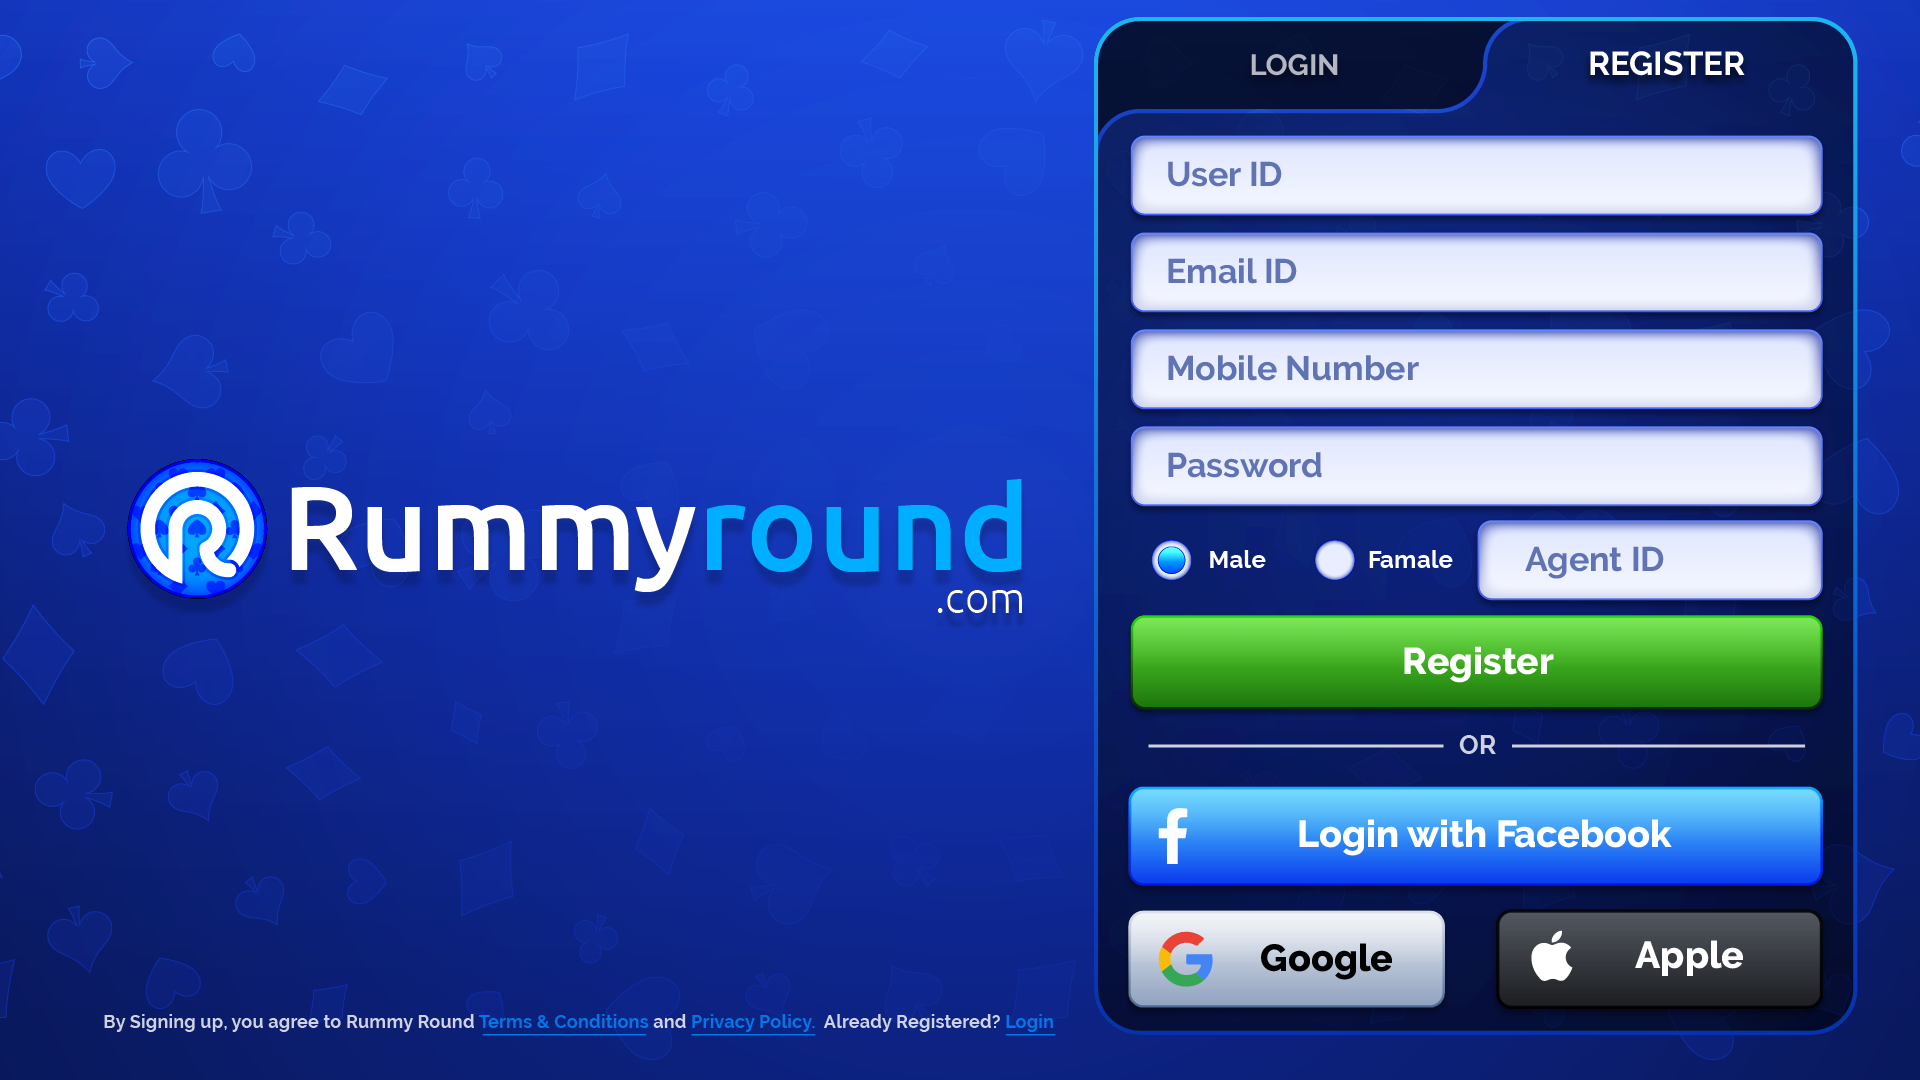 LOGIN
REGISTER
User ID
Email ID
Mobile Number
Password
Male
Famale
Agent ID
Register
OR
Login with Facebook
Google
Apple
Rummyround
.com
By Signing up, you agree to Rummy Round Terms & Conditions and Privacy Policy. Already Registered? Login